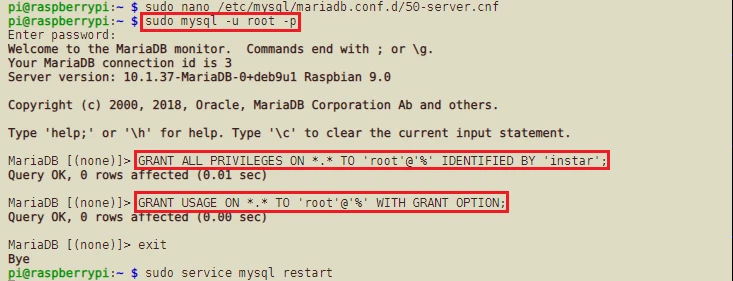 pi@raspberrypi:~ $ sudo nano /etc/mysql/mariadb.conf.d/50-server.cnf
pi@raspberrypi:~ $ sudo mysql -u root -p
Enter password:
Welcome to the MariaDB monitor.  Commands end with ; or \g.
Your MariaDB connection id is 3
Server version: 10.1.37-MariaDB-0+deb9u1 Raspbian 9.0
Copyright (c) 2000, 2018, Oracle, MariaDB Corporation Ab and others.
Type 'help;' or '\h' for help. Type '\c' to clear the current input statement.
MariaDB [(none)]> GRANT ALL PRIVILEGES ON *.* TO 'root'@'%' IDENTIFIED BY 'instar';
Query OK, 0 rows affected (0.01 sec)
MariaDB [(none)]> GRANT USAGE ON *.* TO 'root'@'%' WITH GRANT OPTION;
Query OK, 0 rows affected (0.00 sec)
MariaDB [(none)]> exit
Bye
pi@raspberrypi:~ $ sudo service mysql restart